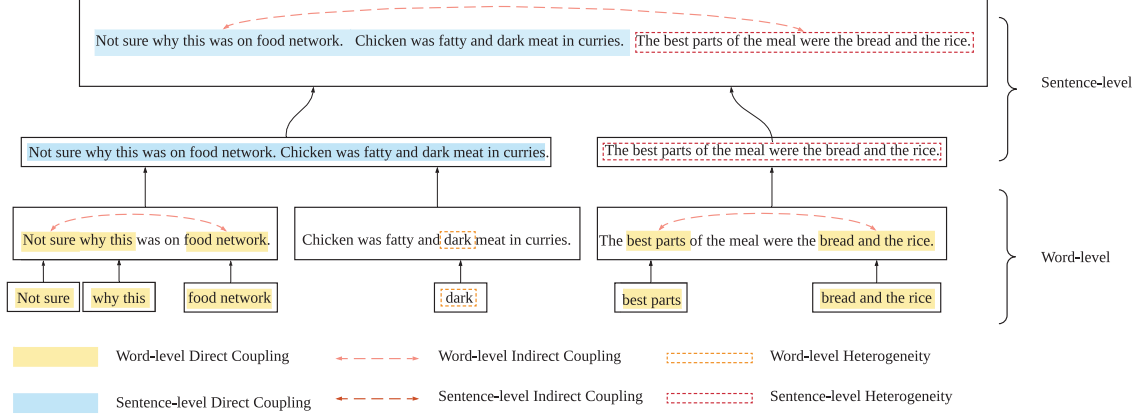 Not sure why this was on food network. Chicken was fatty and dark meat in curries. The best parts of the meal were the bread and the rice.
Sentence-level
Not sure why this was on food network. Chicken was fatty and dark meat in curries.
The best parts of the meal were the bread and the rice.
Not sure why this was on food network.
Chicken was fatty and dark meat in curries.
The best parts of the meal were the bread and the rice.
Word-level
Not sure
why this
food network
dark
best parts
bread and the rice
Word-level Direct Coupling
Word-level Indirect Coupling
Word-level Heterogeneity
Sentence-level Direct Coupling
Sentence-level Indirect Coupling
Sentence-level Heterogeneity